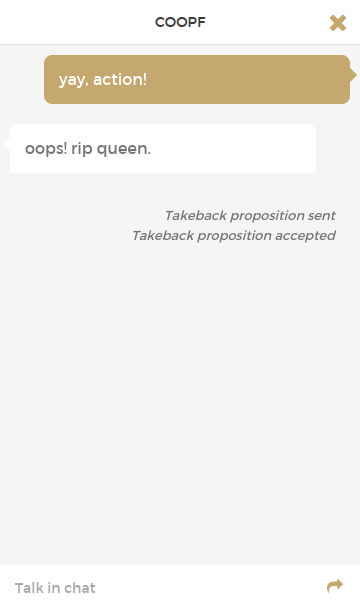 COOPF
yay, action!
oops! rip queen.
Takeback proposition sent
Takeback proposition accepted
Talk in chat